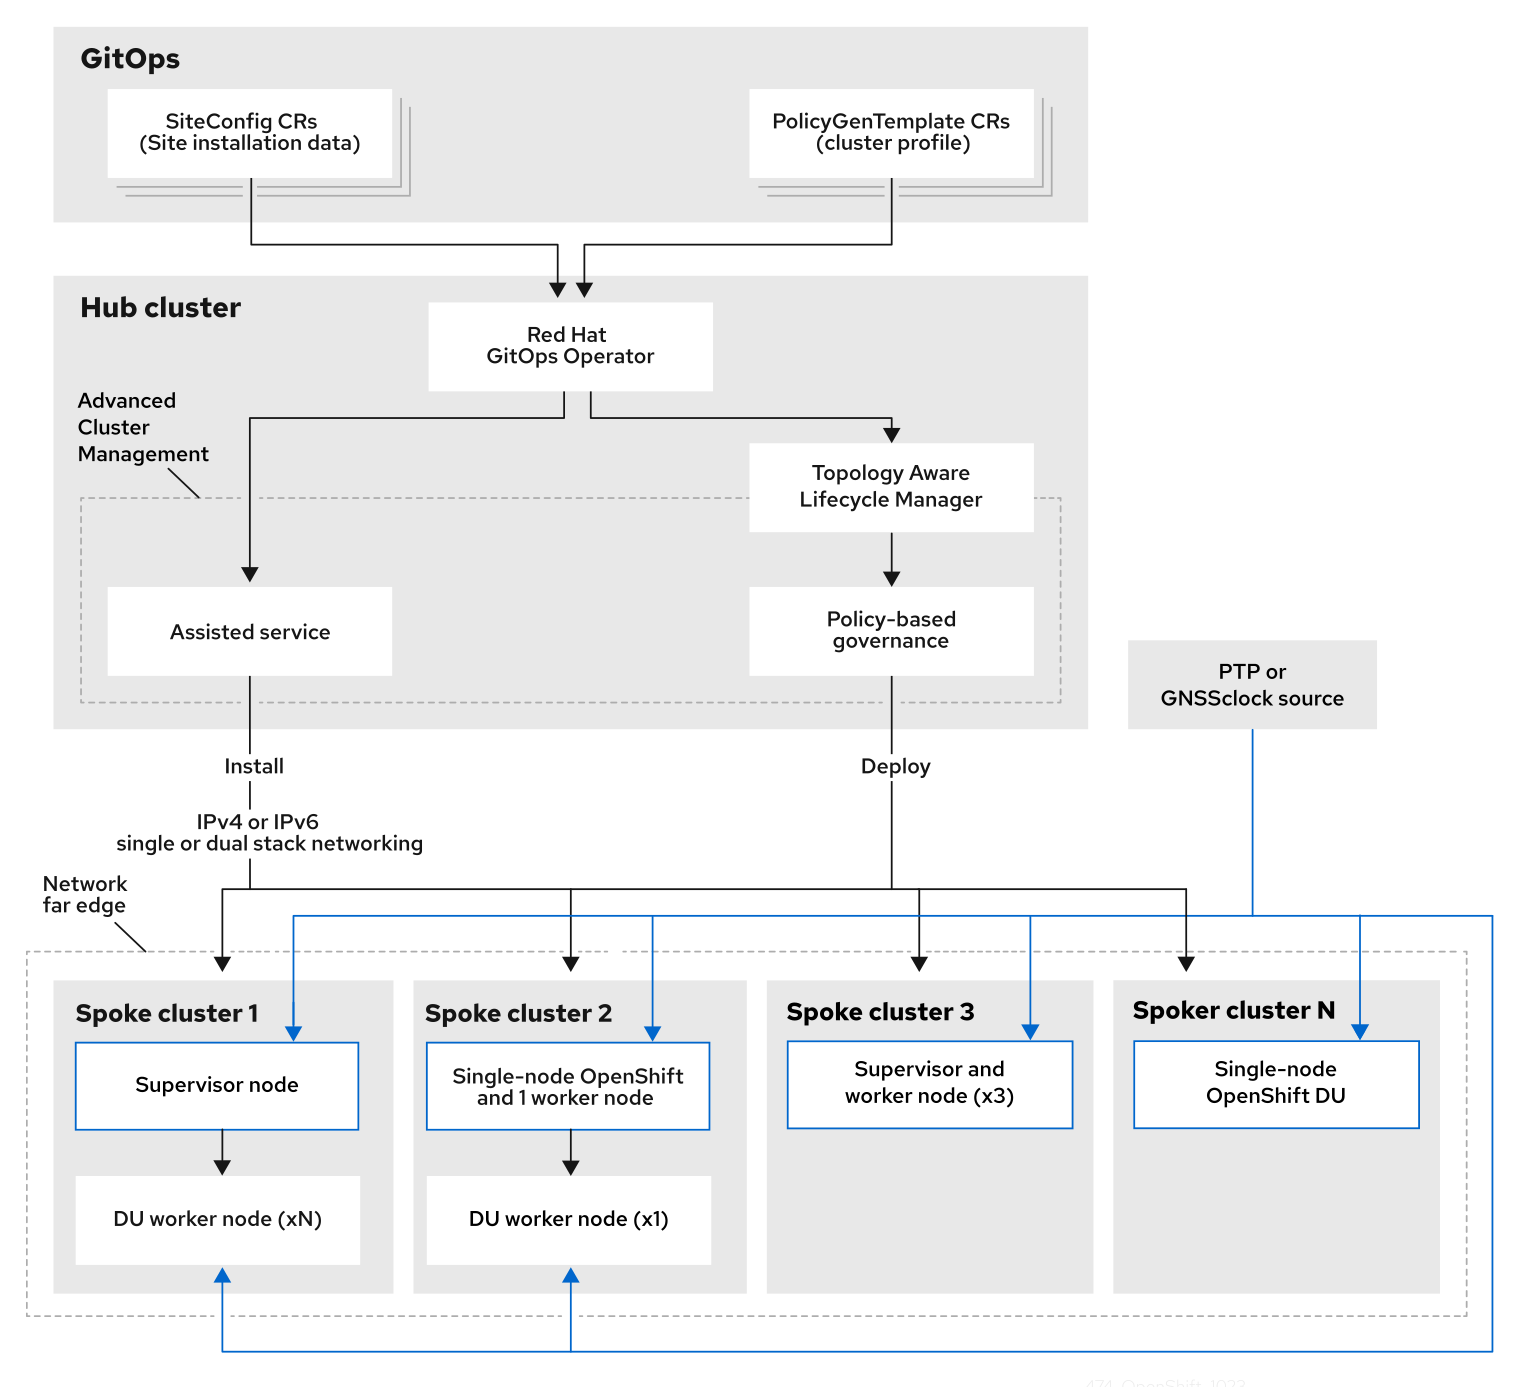 GitOps
SiteConfig CRs
(Site installation data)
PolicyGenTemplate CRs
(cluster profile)
Hub cluster
Red Hat
GitOps Operator
Advanced
Cluster
Management
Topology Aware
Lifecycle Manager
Assisted service
Policy-based
governance
PTP or
GNSSclock source
Install
Deploy
IPv4 or IPv6
single or dual stack networking
Network
far edge
Spoke cluster 1
Supervisor node
DU worker node (xN)
Spoke cluster 2
Single-node OpenShift
and 1 worker node
DU worker node (x1)
Spoke cluster 3
Supervisor and
worker node (x3)
Spoker cluster N
Single-node
OpenShift DU
474_OpenShift_1023